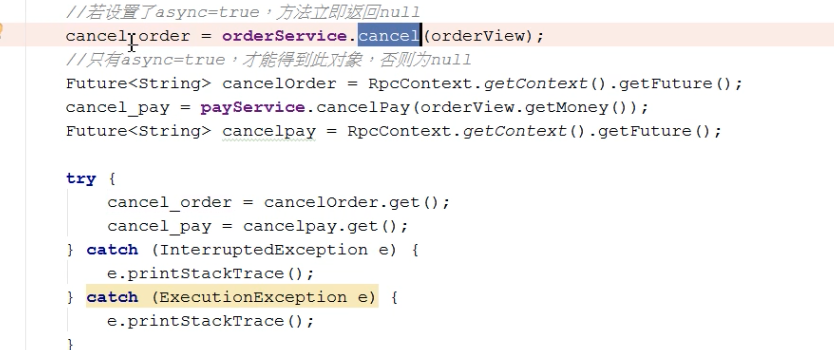 //若设置了async=true，方法立即返回null
cancel_order = orderService.cancel(orderView);
//只有async=true，才能得到此对象，否则为null
Future<String> cancelOrder = RpcContext.getContext().getFuture();
cancel_pay = payService.cancelPay(orderView.getMoney());
Future<String> cancelpay = RpcContext.getContext().getFuture();
try {
cancel_order = cancelOrder.get();
cancel_pay = cancelpay.get();
} catch (InterruptedException e) {
e.printStackTrace();
} catch (ExecutionException e) {
e.printStackTrace();
}